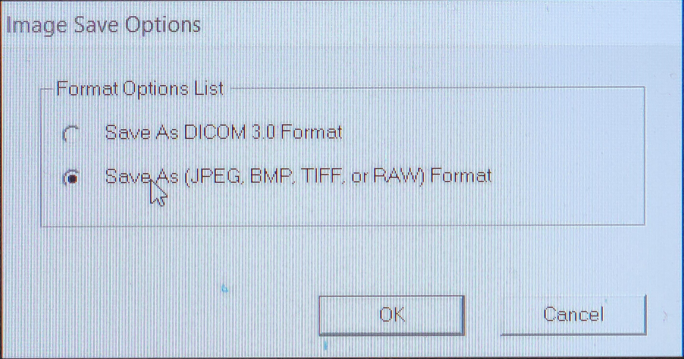 Image Save Options
Format Options List
Save As DICOM 3.0 Format
Save As (JPEG, BMP, TIFF, or RAW) Format
OK
Cancel